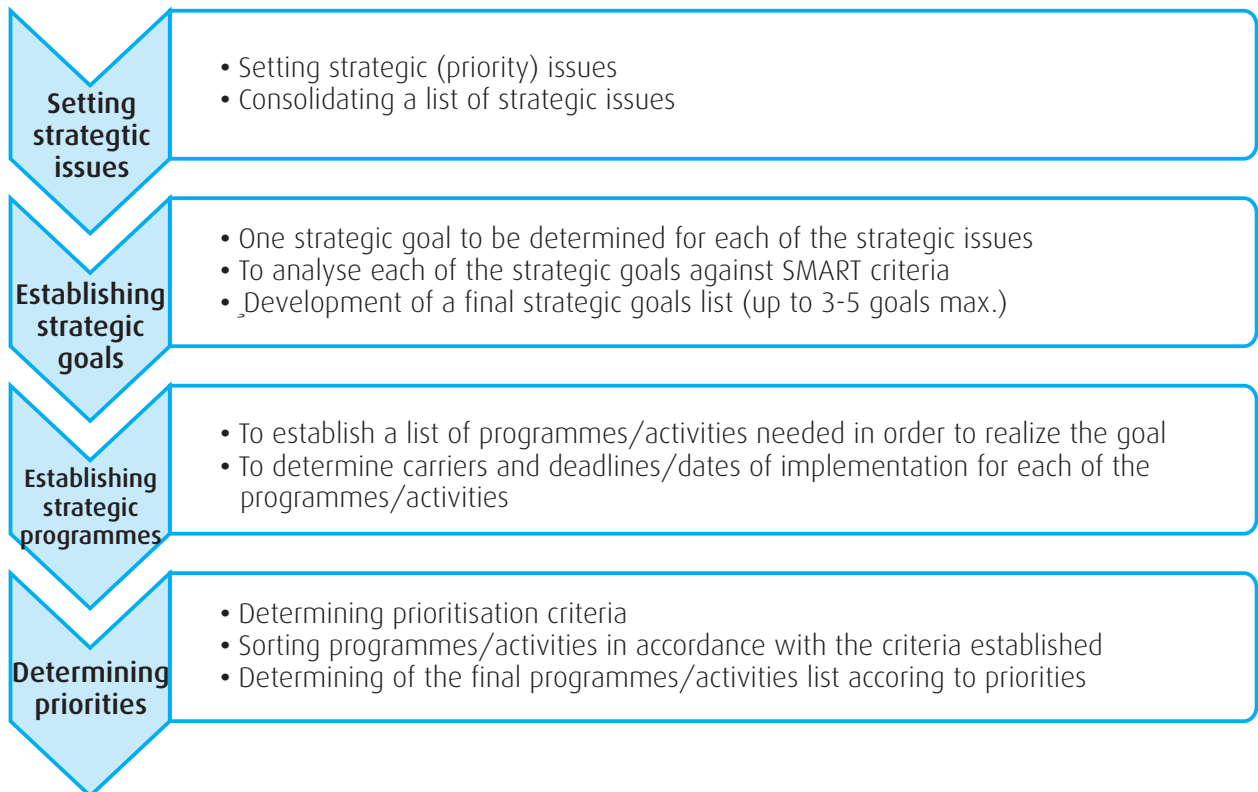 Setting
strategtic
issues
• Setting strategic (priority) issues
• Consolidating a list of strategic issues
Establishing
strategic
goals
• One strategic goal to be determined for each of the strategic issues
• To analyse each of the strategic goals against SMART criteria
• ¸Development of a final strategic goals list (up to 3-5 goals max.)
Establishing
strategic
programmes
• To establish a list of programmes/activities needed in order to realize the goal
• To determine carriers and deadlines/dates of implementation for each of the
programmes/activities
Determining
priorities
• Determining prioritisation criteria
• Sorting programmes/activities in accordance with the criteria established
• Determining of the final programmes/activities list accoring to priorities